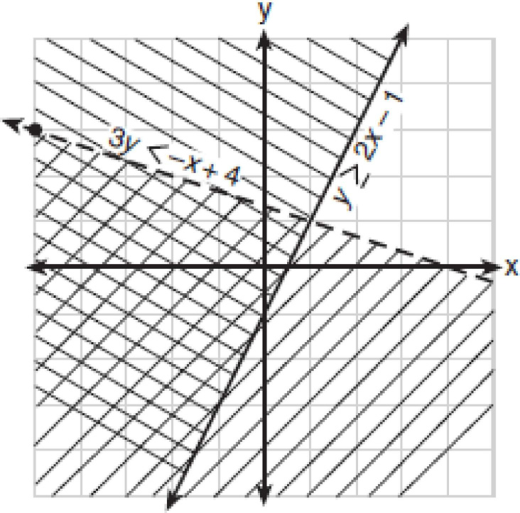 y
3y < -x + 4
y ≥ 2x - 1
x